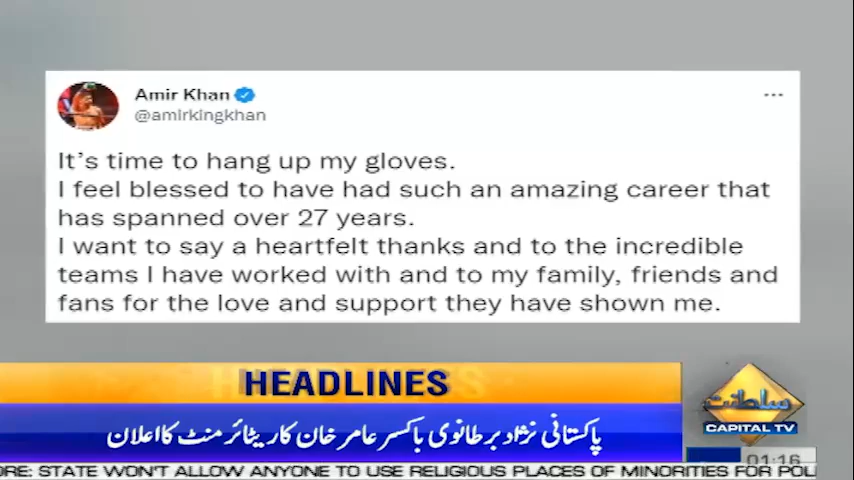 Amir Khan
@amirkingkhan
It's time to hang up my gloves.
I feel blessed to have had such an amazing career that
has spanned over 27 years.
I want to say a heartfelt thanks and to the incredible
teams I have worked with and to my family, friends and
fans for the love and support they have shown me.
HEADLINES
پاکستانی نژاد برطانوی باکسر عامر خان کا ریٹائرمنٹ کا اعلان
سلطنت
CAPITAL TV
01:16
ORE: STATE WON'T ALLOW ANYONE TO USE RELIGIOUS PLACES OF MINORITIES FOR POL